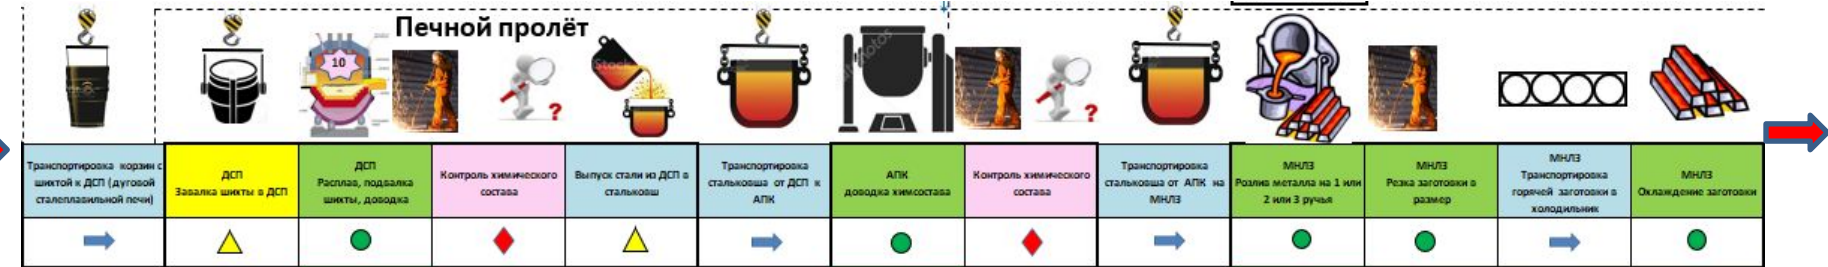 Печной пролёт
10
Stock
?
?
Транспортировка корзин с
шихтой к ДСП (дуговой
сталеплавильной печи)
ДСП
Завалка шихты в ДСП
ДСП
Расплав, подвалка
шихты, доводка
Контроль химического
состава
Выпуск стали из ДСП в
стальковш
Транспортировка
стальковша от ДСП к
АПК
АПК
доводка химсостава
Контроль химического
состава
Транспортировка
стальковша от АПК на
МНЛЗ
МНЛЗ
Розлив металла на 1 или
2 или 3 ручья
МНЛЗ
Резка заготовки в
размер
МНЛЗ
Транспортировка
горячей заготовки в
холодильник
МНЛЗ
Охлаждение заготовки